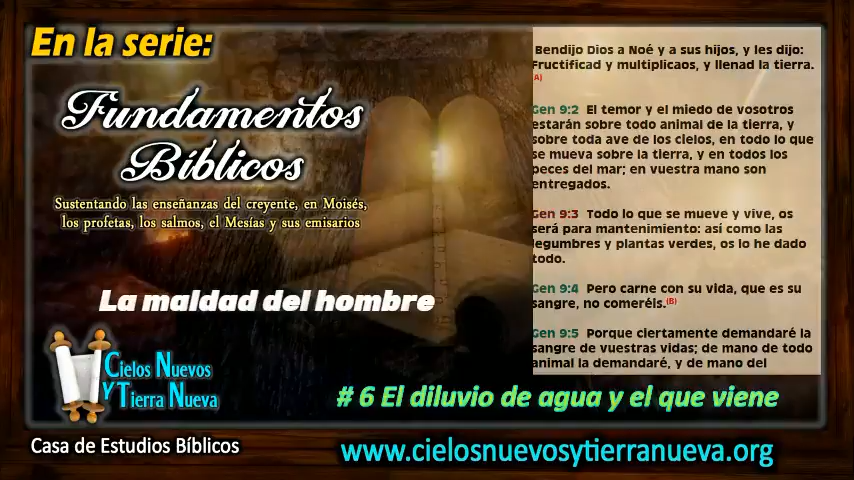 En la serie:
Fundamentos
Bíblicos
Sustentando las enseñanzas del creyente, en Moisés,
los profetas, los salmos, el Mesías y sus emisarios
La maldad del hombre
Cielos Nuevos
Y Tierra Nueva
Casa de Estudios Bíblicos
Bendijo Dios a Noé y a sus hijos, y les dijo:
Fructificad y multiplicaos, y llenad la tierra.
(A)
Gen 9:2 El temor y el miedo de vosotros
estarán sobre todo animal de la tierra, y
sobre toda ave de los cielos, en todo lo que
se mueva sobre la tierra, y en todos los
peces del mar; en vuestra mano son
entregados.
Gen 9:3 Todo lo que se mueve y vive, os
será para mantenimiento: así como las
legumbres y plantas verdes, os lo he dado
todo.
Gen 9:4 Pero carne con su vida, que es su
sangre, no comeréis.(B)
Gen 9:5 Porque ciertamente demandaré la
sangre de vuestras vidas; de mano de todo
animal la demandaré, y de mano del
# 6 El diluvio de agua y el que viene
www.cielosnuevosytierranueva.org